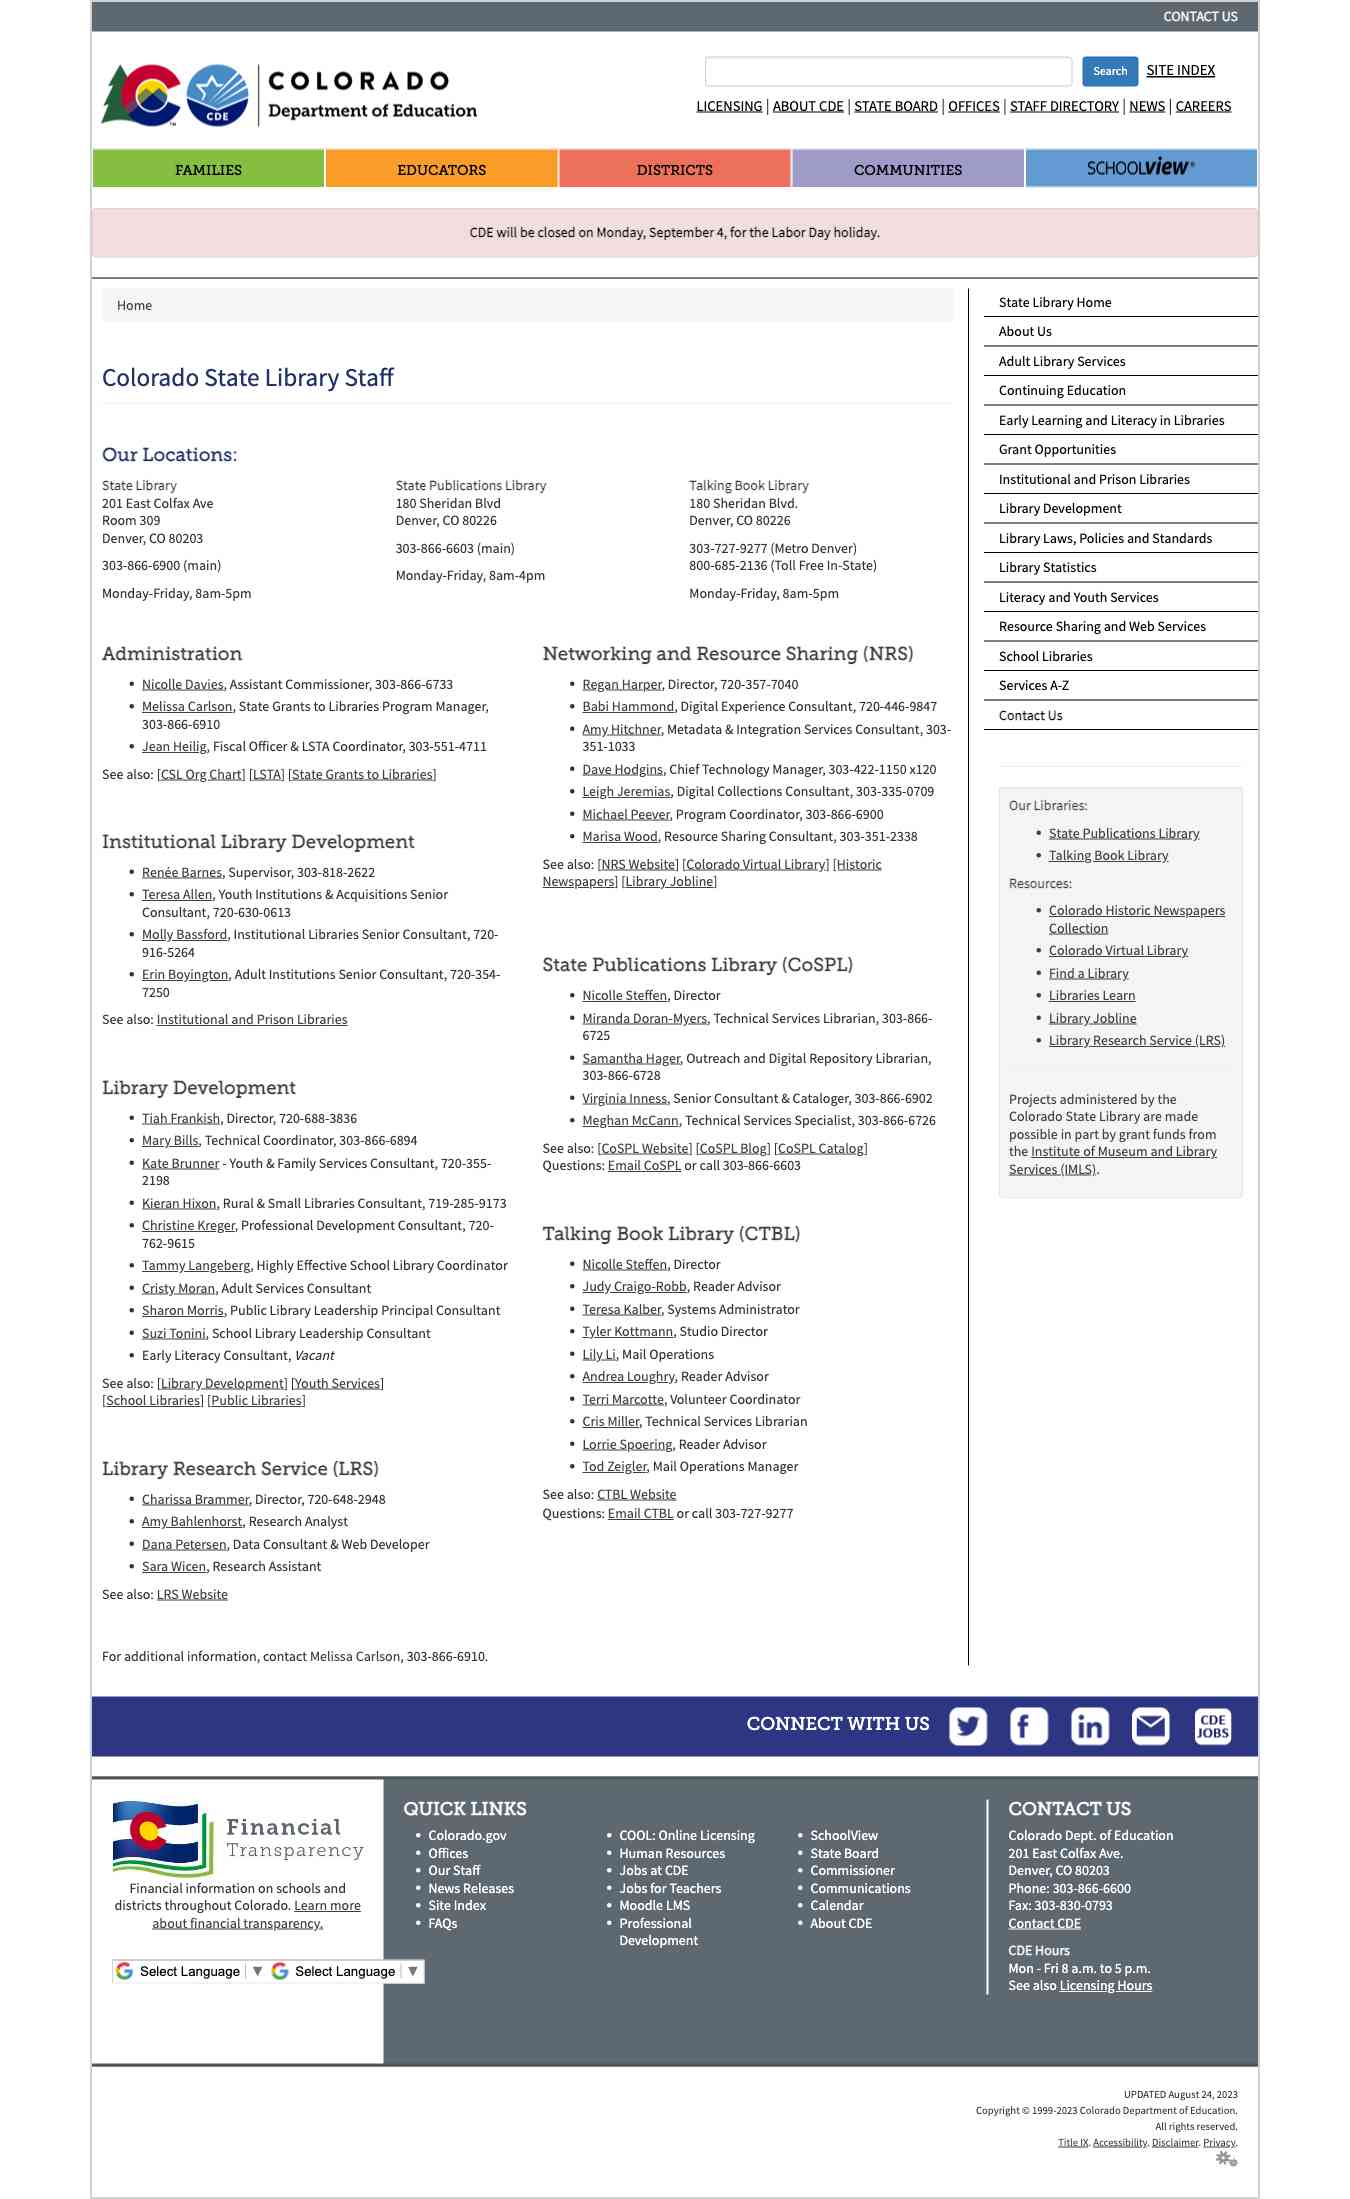 CONTACT US
COLORADO
Department of Education
CDE
TM
Search
SITE INDEX
LICENSING | ABOUT CDE | STATE BOARD | OFFICES | STAFF DIRECTORY | NEWS | CAREERS
FAMILIES
EDUCATORS
DISTRICTS
COMMUNITIES
SCHOOLVIEW®
CDE will be closed on Monday, September 4, for the Labor Day holiday.
Home
Colorado State Library Staff
Our Locations:
State Library
201 East Colfax Ave
Room 309
Denver, CO 80203
303-866-6900 (main)
Monday-Friday, 8am-5pm
State Publications Library
180 Sheridan Blvd
Denver, CO 80226
303-866-6603 (main)
Monday-Friday, 8am-4pm
Talking Book Library
180 Sheridan Blvd.
Denver, CO 80226
303-727-9277 (Metro Denver)
800-685-2136 (Toll Free In-State)
Monday-Friday, 8am-5pm
Administration
• Nicolle Davies, Assistant Commissioner, 303-866-6733
• Melissa Carlson, State Grants to Libraries Program Manager,
303-866-6910
• Jean Heilig, Fiscal Officer & LSTA Coordinator, 303-551-4711
See also: [CSL Org Chart] [LSTA] [State Grants to Libraries]
Institutional Library Development
• Renée Barnes, Supervisor, 303-818-2622
• Teresa Allen, Youth Institutions & Acquisitions Senior
Consultant, 720-630-0613
• Molly Bassford, Institutional Libraries Senior Consultant, 720-
916-5264
• Erin Boyington, Adult Institutions Senior Consultant, 720-354-
7250
See also: Institutional and Prison Libraries
Library Development
• Tiah Frankish, Director, 720-688-3836
• Mary Bills, Technical Coordinator, 303-866-6894
• Kate Brunner - Youth & Family Services Consultant, 720-355-
2198
• Kieran Hixon, Rural & Small Libraries Consultant, 719-285-9173
• Christine Kreger, Professional Development Consultant, 720-
762-9615
• Tammy Langeberg, Highly Effective School Library Coordinator
• Cristy Moran, Adult Services Consultant
• Sharon Morris, Public Library Leadership Principal Consultant
• Suzi Tonini, School Library Leadership Consultant
• Early Literacy Consultant, Vacant
See also: [Library Development] [Youth Services]
[School Libraries] [Public Libraries]
Library Research Service (LRS)
• Charissa Brammer, Director, 720-648-2948
• Amy Bahlenhorst, Research Analyst
• Dana Petersen, Data Consultant & Web Developer
• Sara Wicen, Research Assistant
See also: LRS Website
Networking and Resource Sharing (NRS)
• Regan Harper, Director, 720-357-7040
• Babi Hammond, Digital Experience Consultant, 720-446-9847
• Amy Hitchner, Metadata & Integration Services Consultant, 303-
351-1033
• Dave Hodgins, Chief Technology Manager, 303-422-1150 x120
• Leigh Jeremias, Digital Collections Consultant, 303-335-0709
• Michael Peever, Program Coordinator, 303-866-6900
• Marisa Wood, Resource Sharing Consultant, 303-351-2338
See also: [NRS Website] [Colorado Virtual Library] [Historic
Newspapers] [Library Jobline]
State Publications Library (CoSPL)
• Nicolle Steffen, Director
• Miranda Doran-Myers, Technical Services Librarian, 303-866-
6725
• Samantha Hager, Outreach and Digital Repository Librarian,
303-866-6728
• Virginia Inness, Senior Consultant & Cataloger, 303-866-6902
• Meghan McCann, Technical Services Specialist, 303-866-6726
See also: [CoSPL Website] [CoSPL Blog] [CoSPL Catalog]
Questions: Email CoSPL or call 303-866-6603
Talking Book Library (CTBL)
• Nicolle Steffen, Director
• Judy Craigo-Robb, Reader Advisor
• Teresa Kalber, Systems Administrator
• Tyler Kottmann, Studio Director
• Lily Li, Mail Operations
• Andrea Loughry, Reader Advisor
• Terri Marcotte, Volunteer Coordinator
• Cris Miller, Technical Services Librarian
• Lorrie Spoering, Reader Advisor
• Tod Zeigler, Mail Operations Manager
See also: CTBL Website
Questions: Email CTBL or call 303-727-9277
For additional information, contact Melissa Carlson, 303-866-6910.
State Library Home
About Us
Adult Library Services
Continuing Education
Early Learning and Literacy in Libraries
Grant Opportunities
Institutional and Prison Libraries
Library Development
Library Laws, Policies and Standards
Library Statistics
Literacy and Youth Services
Resource Sharing and Web Services
School Libraries
Services A-Z
Contact Us
Our Libraries:
• State Publications Library
• Talking Book Library
Resources:
• Colorado Historic Newspapers
Collection
• Colorado Virtual Library
• Find a Library
• Libraries Learn
• Library Jobline
• Library Research Service (LRS)
Projects administered by the
Colorado State Library are made
possible in part by grant funds from
the Institute of Museum and Library
Services (IMLS).
CONNECT WITH US
CDE
JOBS
Financial
Transparency
Financial information on schools and
districts throughout Colorado. Learn more
about financial transparency.
Select Language ▼ Select Language ▼
QUICK LINKS
• Colorado.gov
• Offices
• Our Staff
• News Releases
• Site Index
• FAQs
• COOL: Online Licensing
• Human Resources
• Jobs at CDE
• Jobs for Teachers
• Moodle LMS
• Professional
Development
• SchoolView
• State Board
• Commissioner
• Communications
• Calendar
• About CDE
CONTACT US
Colorado Dept. of Education
201 East Colfax Ave.
Denver, CO 80203
Phone: 303-866-6600
Fax: 303-830-0793
Contact CDE
CDE Hours
Mon - Fri 8 a.m. to 5 p.m.
See also Licensing Hours
UPDATED August 24, 2023
Copyright © 1999-2023 Colorado Department of Education.
All rights reserved.
Title IX. Accessibility. Disclaimer. Privacy.